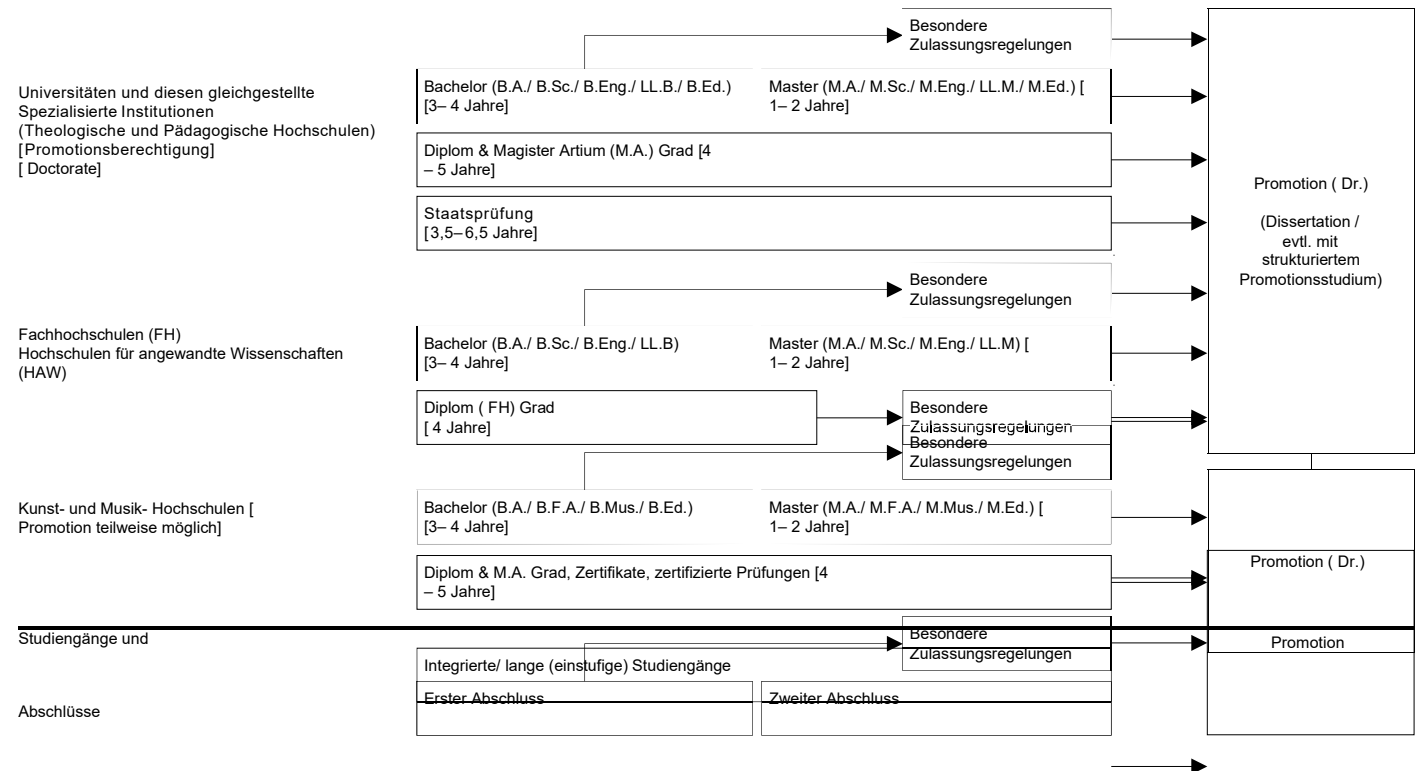 Besondere
Zulassungsregelungen
Universitäten und diesen gleichgestellte
Spezialisierte Institutionen
(Theologische und Pädagogische Hochschulen)
[Promotionsberechtigung]
[ Doctorate]
Bachelor (B.A./ B.Sc./ B.Eng./ LL.B./ B.Ed.)
[3– 4 Jahre]
Master (M.A./ M.Sc./ M.Eng./ LL.M./ M.Ed.) [
1– 2 Jahre]
Diplom & Magister Artium (M.A.) Grad [4
– 5 Jahre]
Staatsprüfung
[3,5– 6,5 Jahre]
Promotion ( Dr.)
(Dissertation /
evtl. mit
strukturiertem
Promotionsstudium)
Besondere
Zulassungsregelungen
Fachhochschulen (FH)
Hochschulen für angewandte Wissenschaften
(HAW)
Bachelor (B.A./ B.Sc./ B.Eng./ LL.B)
[3– 4 Jahre]
Master (M.A./ M.Sc./ M.Eng./ LL.M) [
1– 2 Jahre]
Diplom ( FH) Grad
[ 4 Jahre]
Besondere
Zulassungsregelungen
Besondere
Zulassungsregelungen
Kunst- und Musik- Hochschulen [
Promotion teilweise möglich]
Bachelor (B.A./ B.F.A./ B.Mus./ B.Ed.)
[3– 4 Jahre]
Master (M.A./ M.F.A./ M.Mus./ M.Ed.) [
1– 2 Jahre]
Diplom & M.A. Grad, Zertifikate, zertifizierte Prüfungen [4
– 5 Jahre]
Promotion ( Dr.)
Studiengänge und
Abschlüsse
Besondere
Zulassungsregelungen
Integrierte/ lange (einstufige) Studiengänge
Erster Abschluss
Zweiter Abschluss
Promotion